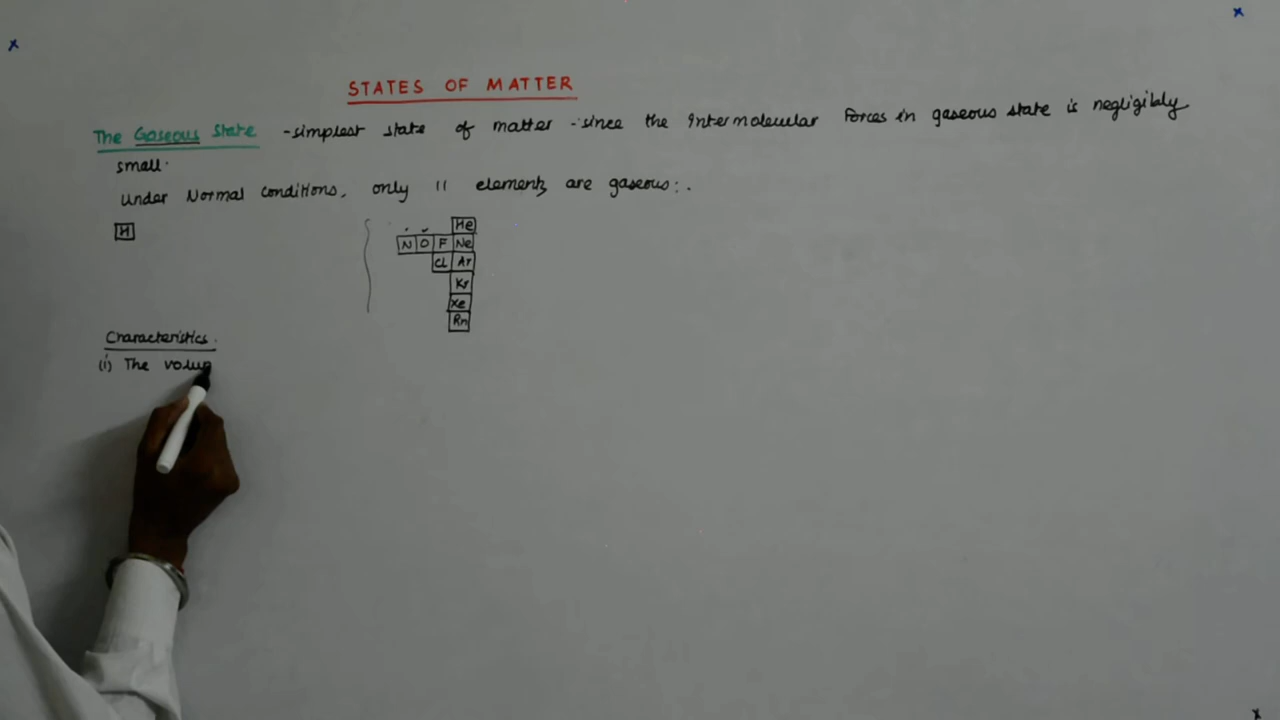 STATES OF MATTER
The Gaseous State - simplest state of matter - since the Intermolecular Forces in gaseous state is negligibly
small.
Under Normal conditions, only 11 elements are gaseous:.
H
He
N O F Ne
CL Ar
Kr
Xe
Rn
Characteristics.
(i) The volum